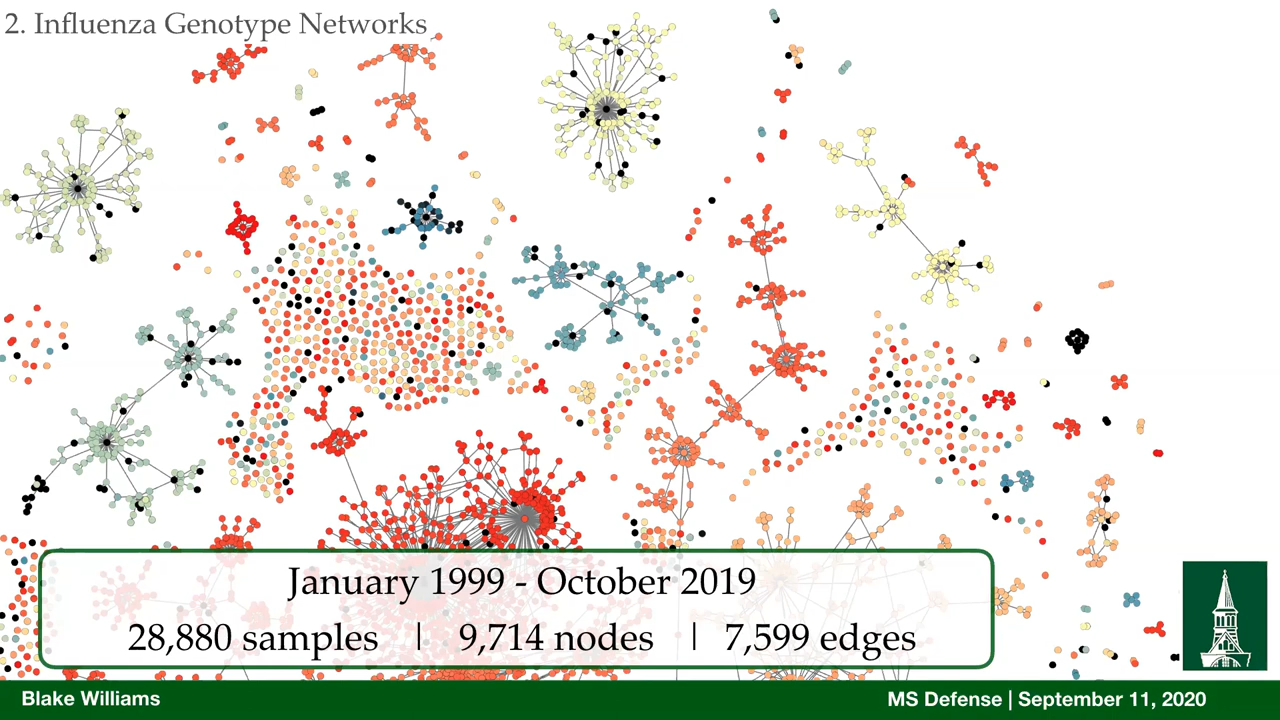 2. Influenza Genotype Networks
January 1999 - October 2019
28,880 samples | 9,714 nodes | 7,599 edges
Blake Williams
MS Defense | September 11, 2020